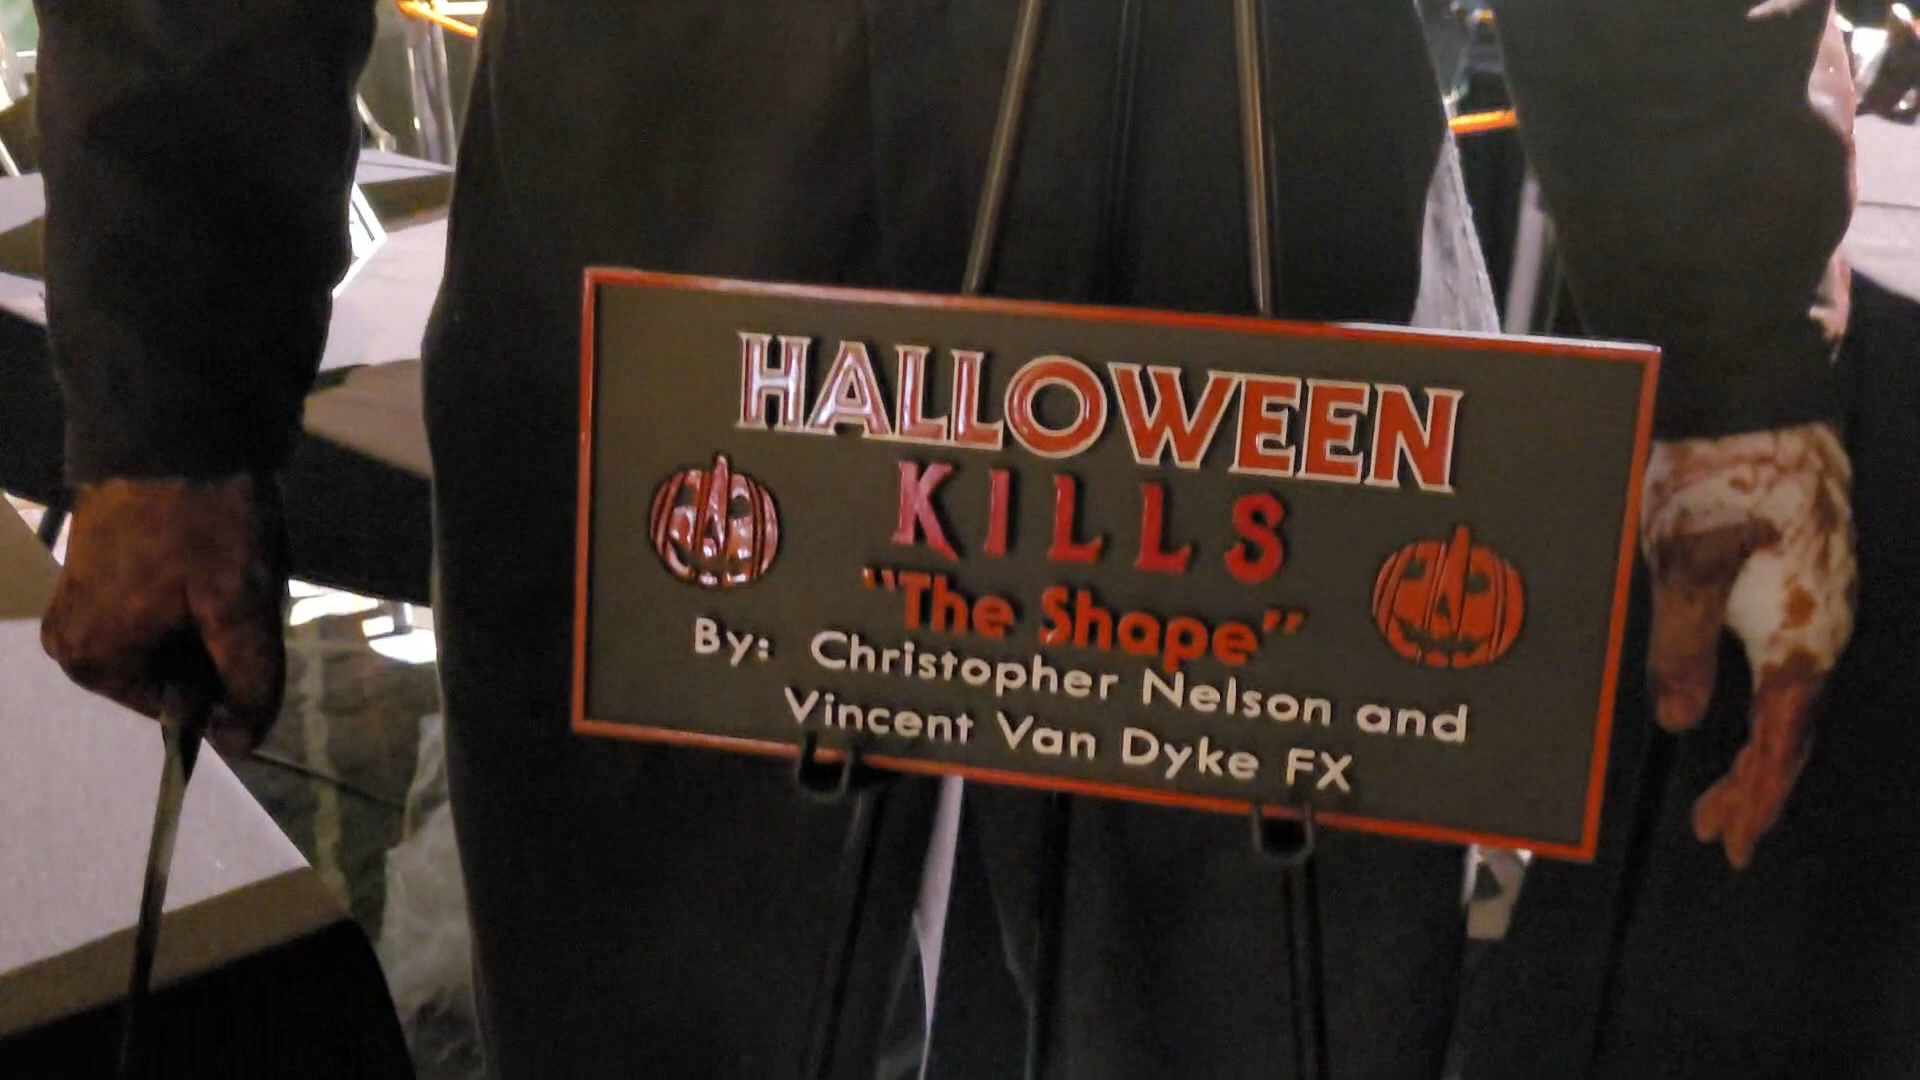 HALLOWEEN
KILLS
"The Shape"
By: Christopher Nelson and
Vincent Van Dyke FX